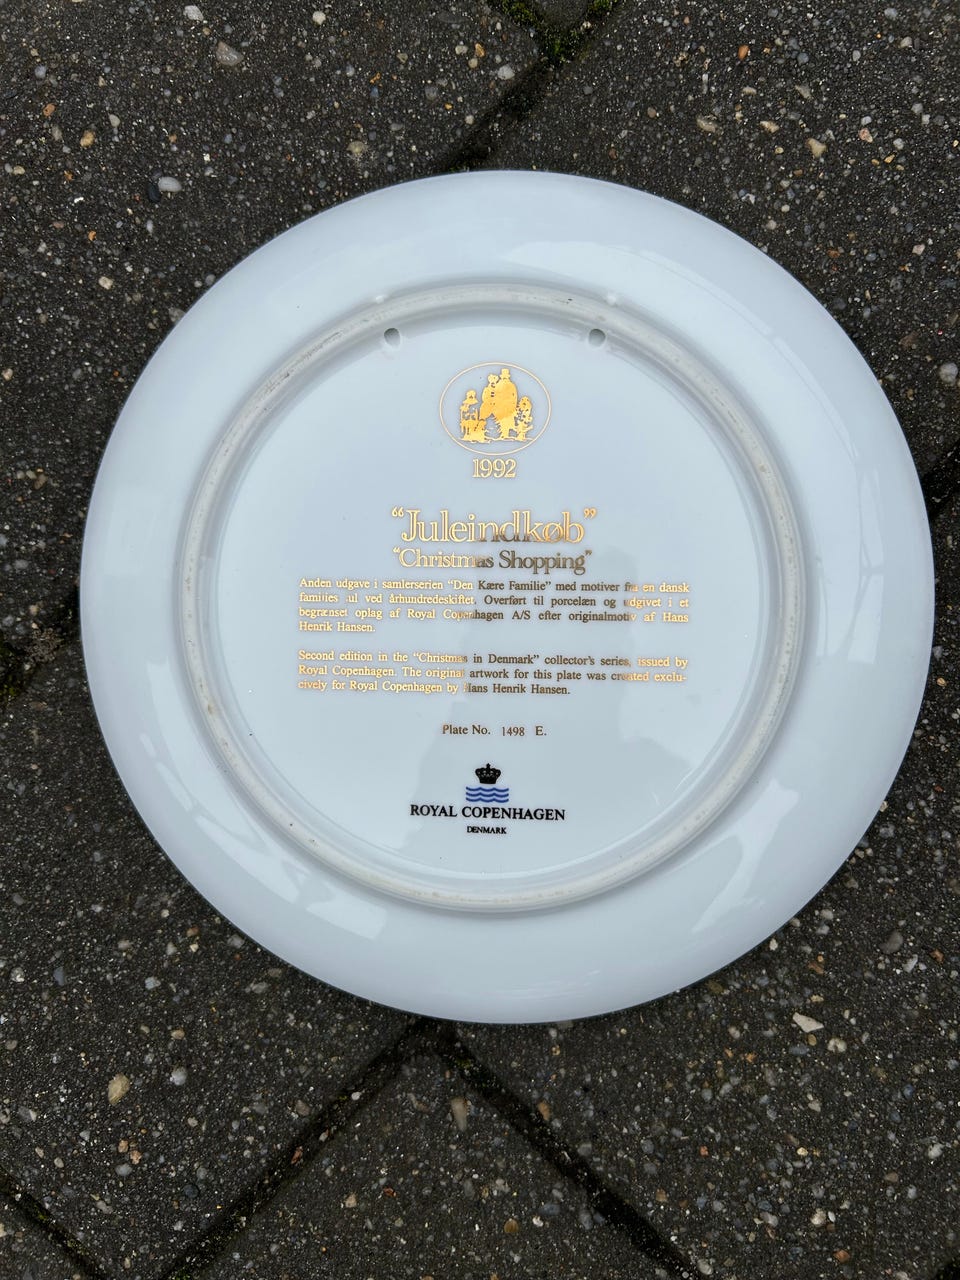 1992
“Juleindkøb”
“Christmas Shopping”
Anden udgave i samlerserien “Den Kære Familie” med motiver fra en dansk
families jul ved århundredeskiftet. Overført til porcelæn og udgivet i et
begrænset oplag af Royal Copenhagen A/S efter originalmotiv af Hans
Henrik Hansen.
Second edition in the “Christmas in Denmark” collector’s series, issued by
Royal Copenhagen. The original artwork for this plate was created exclu-
cively for Royal Copenhagen by Hans Henrik Hansen.
Plate No. 1498 E.
ROYAL COPENHAGEN
DENMARK